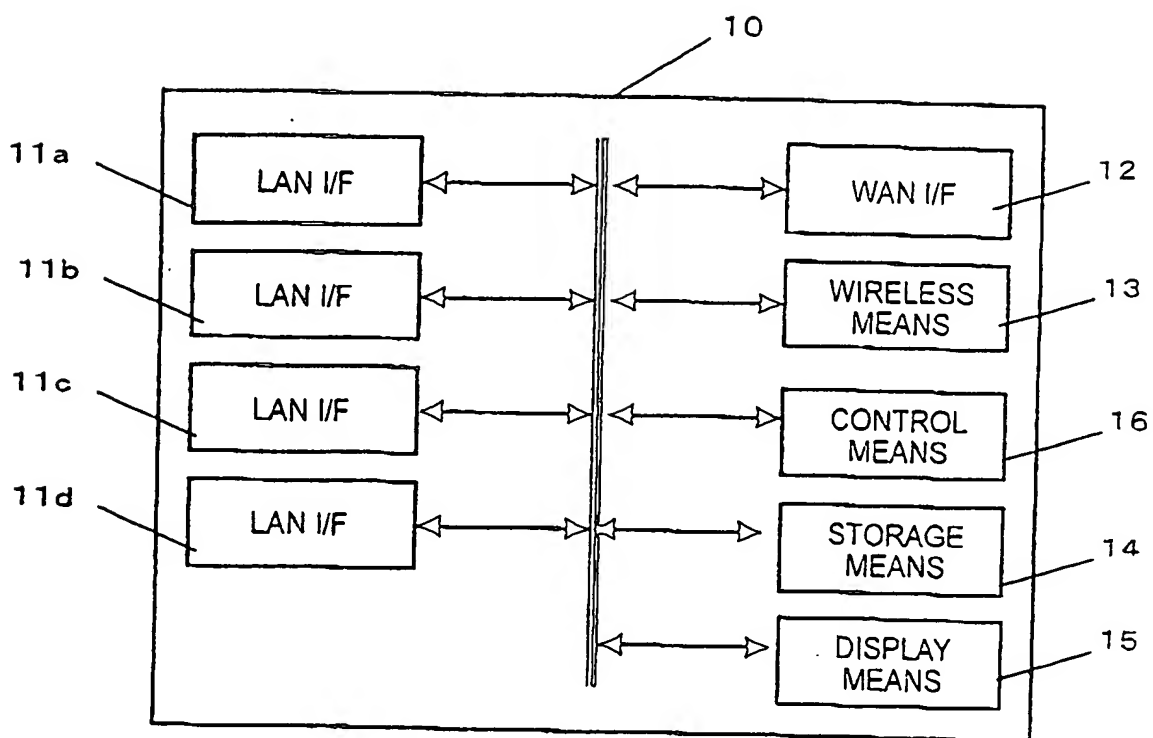 10
11a
LAN I/F
11b
LAN I/F
11c
LAN I/F
11d
LAN I/F
WAN I/F
12
WIRELESS
MEANS
13
CONTROL
MEANS
16
STORAGE
MEANS
14
DISPLAY
MEANS
15